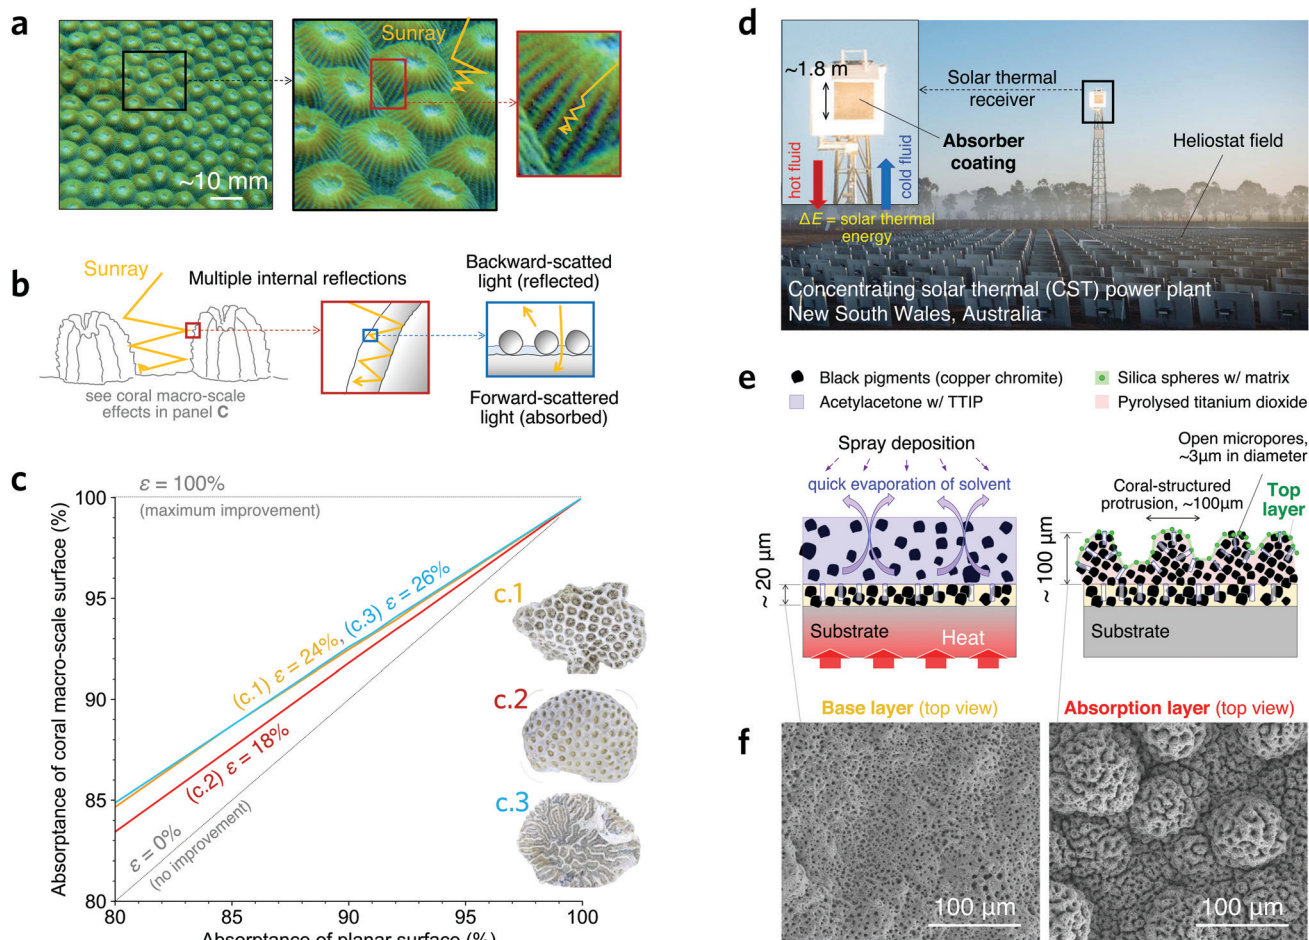 a
Sunray
~10 mm
b
Sunray
Multiple internal reflections
Backward-scatted
light (reflected)
see coral macro-scale
effects in panel C
Forward-scattered
light (absorbed)
c
Absorptance of coral macro-scale surface (%)
100
95
90
85
80
ε = 100%
(maximum improvement)
(c.1) ε = 24%, (c.3) ε = 26%
(c.2) ε = 18%
ε = 0%
(no improvement)
c.1
c.2
c.3
80
85
90
95
100
Absorptance of planar surface (%)
d
~1.8 m
Solar thermal
receiver
Absorber
coating
Heliostat field
hot fluid
cold fluid
ΔE = solar thermal
energy
Concentrating solar thermal (CST) power plant
New South Wales, Australia
e
Black pigments (copper chromite)
Silica spheres w/ matrix
Acetylacetone w/ TTIP
Pyrolysed titanium dioxide
Spray deposition
quick evaporation of solvent
Open micropores,
~3μm in diameter
Coral-structured
protrusion, ~100μm
Top
layer
~ 20 μm
~ 100 μm
Substrate
Heat
Substrate
Base layer (top view)
Absorption layer (top view)
f
100 μm
100 μm